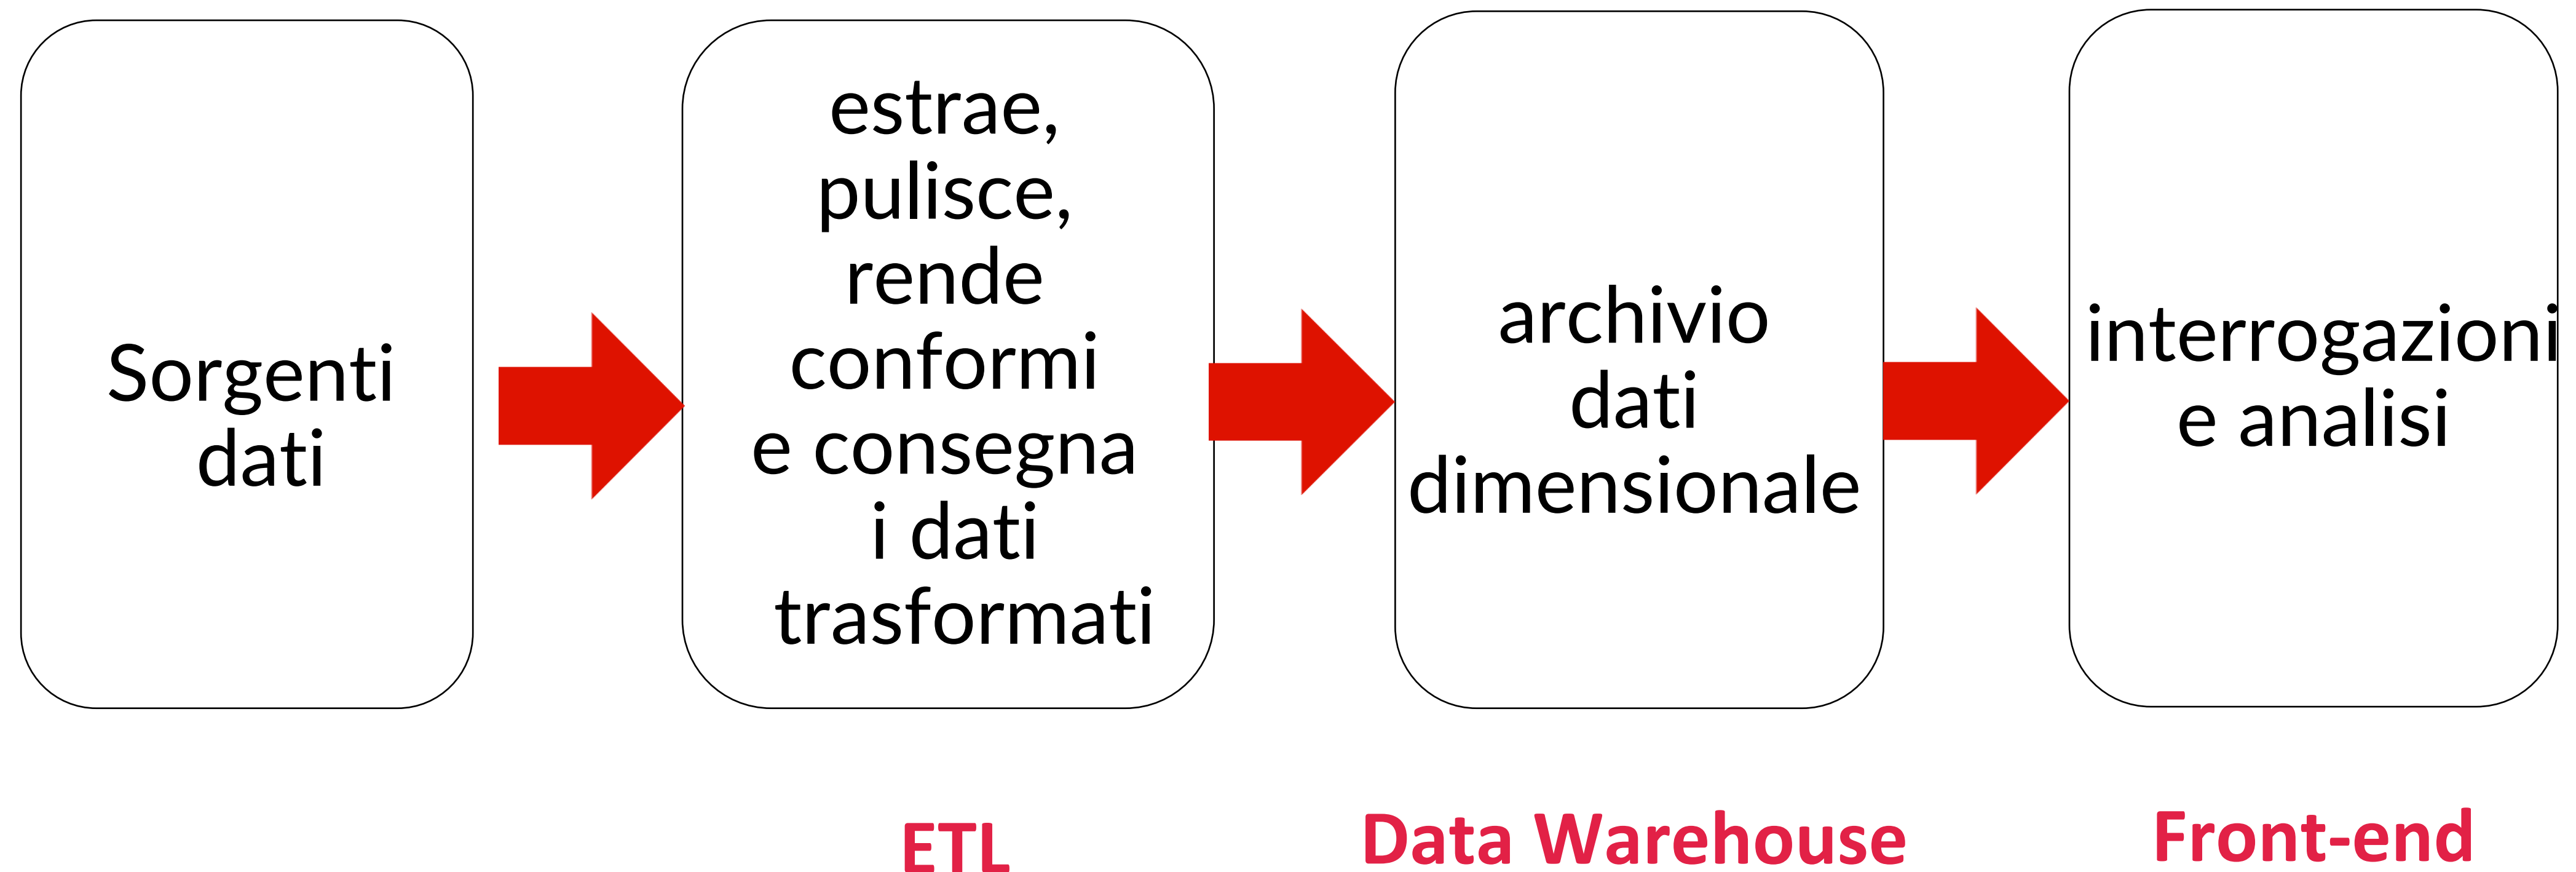 Sorgenti
dati
estrae,
pulisce,
rende
conformi
e consegna
i dati
trasformati
archivio
dati
dimensionale
interrogazioni
e analisi
ETL
Data Warehouse
Front-end